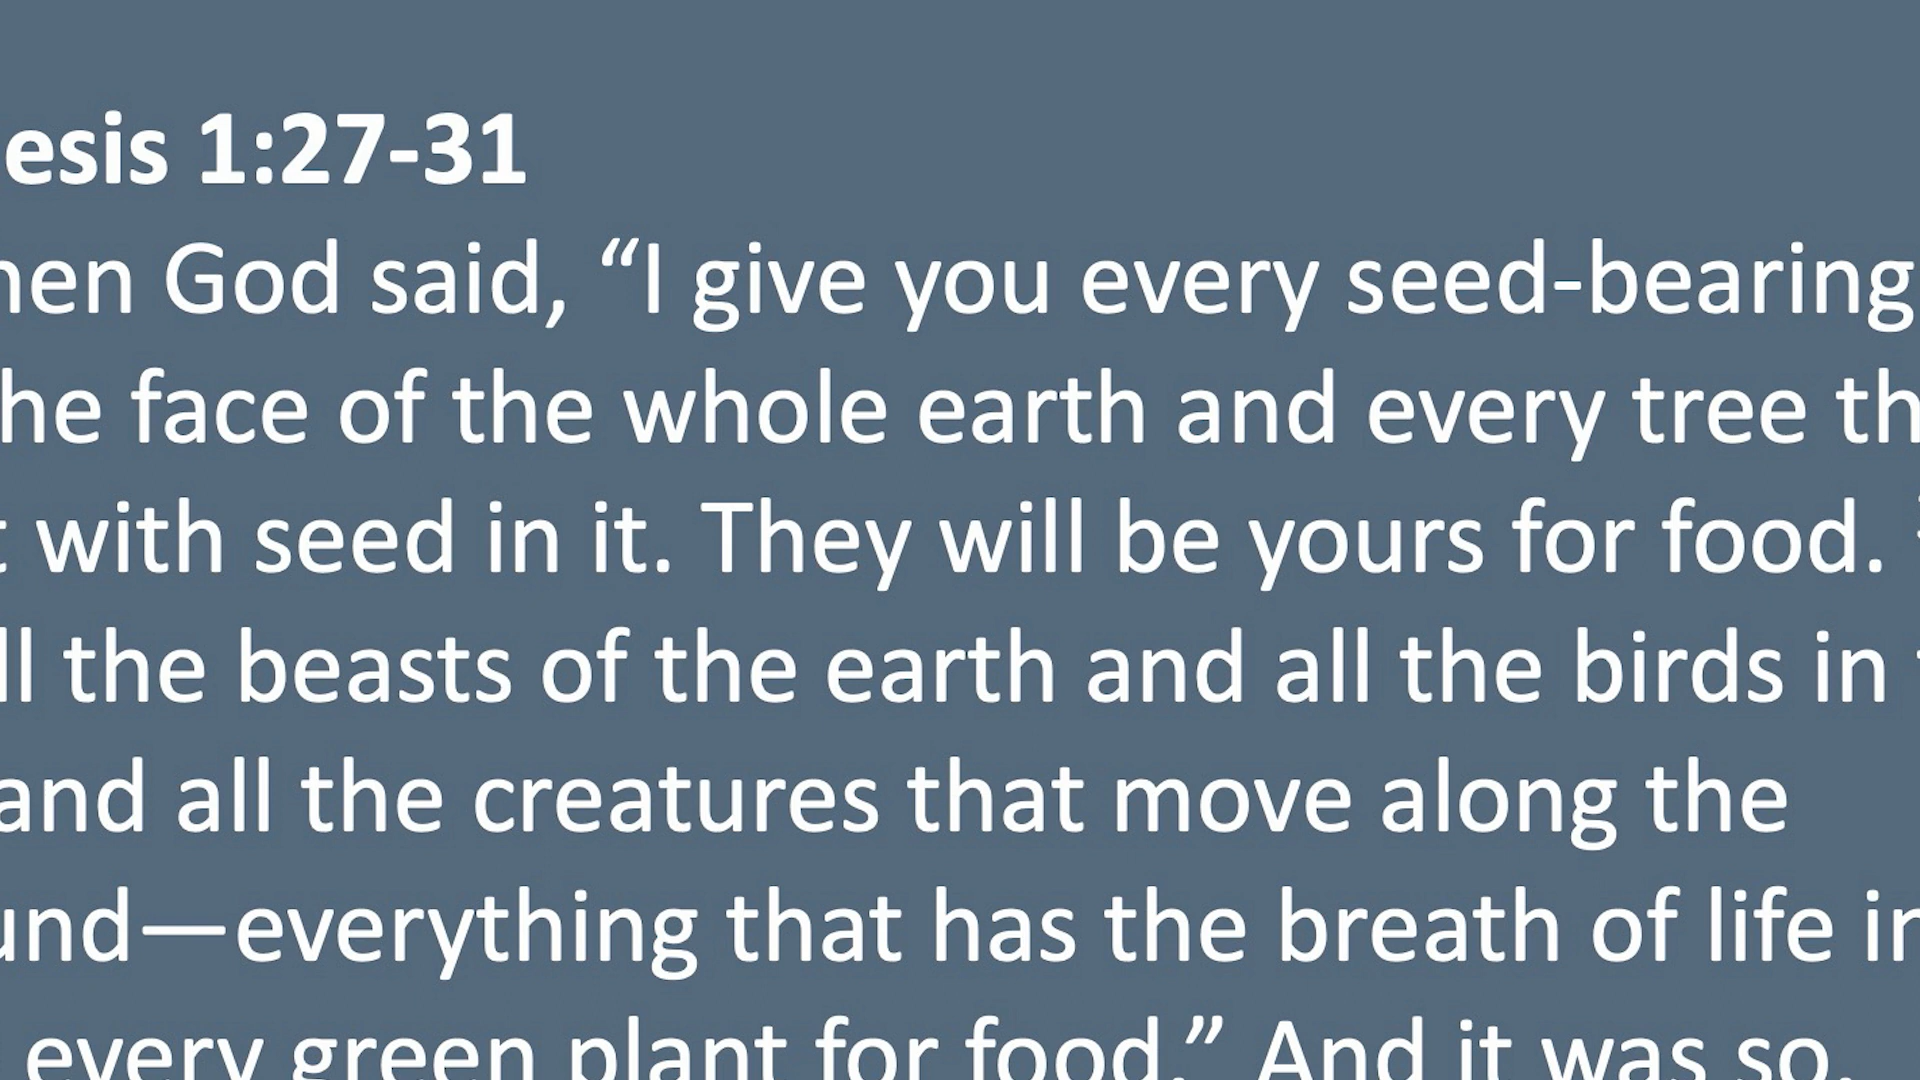 esis 1:27-31
hen God said, “I give you every seed-bearing
he face of the whole earth and every tree th
t with seed in it. They will be yours for food.
ll the beasts of the earth and all the birds in t
and all the creatures that move along the
und—everything that has the breath of life in
every green plant for food.” And it was so.